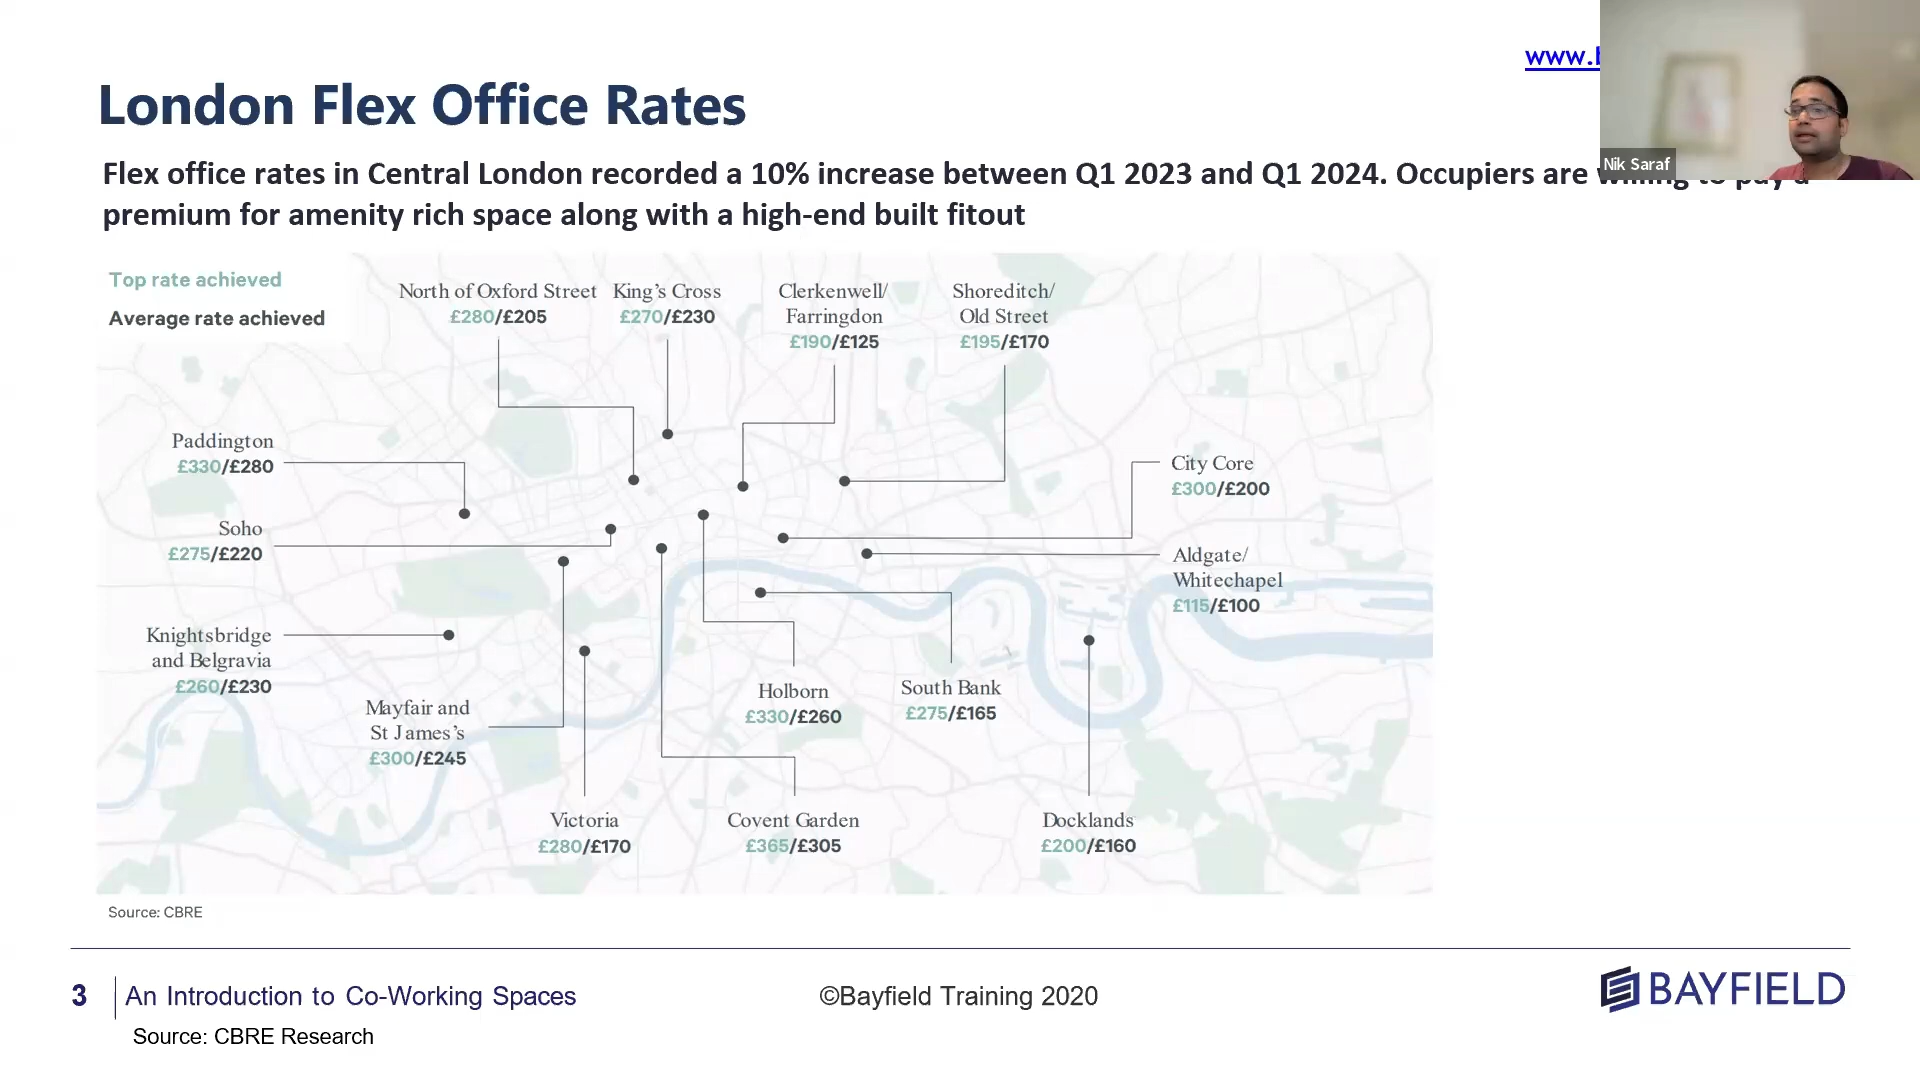 www.
Nik Saraf
London Flex Office Rates
Flex office rates in Central London recorded a 10% increase between Q1 2023 and Q1 2024. Occupiers are willing to pay a
premium for amenity rich space along with a high-end built fitout
Top rate achieved
Average rate achieved
North of Oxford Street
£280/£205
King's Cross
£270/£230
Clerkenwell/
Farringdon
£190/£125
Shoreditch/
Old Street
£195/£170
Paddington
£330/£280
Soho
£275/£220
City Core
£300/£200
Aldgate/
Whitechapel
£115/£100
Knightsbridge
and Belgravia
£260/£230
Mayfair and
St James's
£300/£245
Holborn
£330/£260
South Bank
£275/£165
Victoria
£280/£170
Covent Garden
£365/£305
Docklands
£200/£160
Source: CBRE
3
An Introduction to Co-Working Spaces
©Bayfield Training 2020
BAYFIELD
Source: CBRE Research